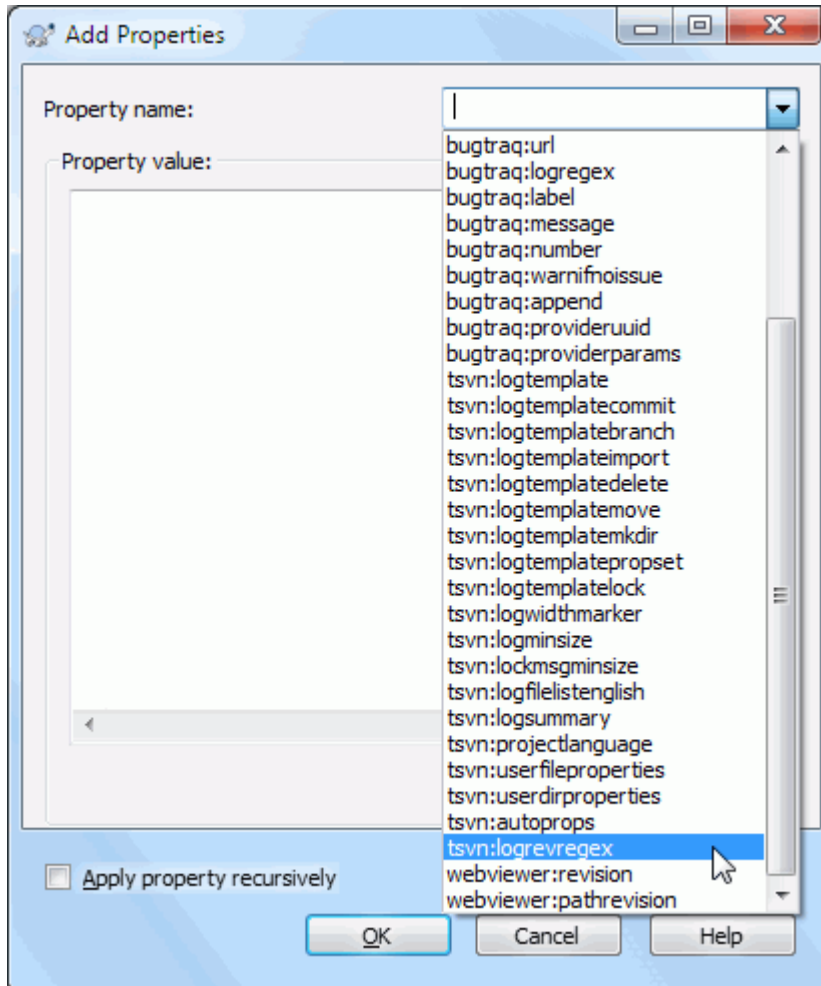 Add Properties
Property name:
Property value:
bugtraq:url
bugtraq:logregex
bugtraq:label
bugtraq:message
bugtraq:number
bugtraq:warnifnoissue
bugtraq:append
bugtraq:provideruuid
bugtraq:providerparams
tsvn:logtemplate
tsvn:logtemplatecommit
tsvn:logtemplatebranch
tsvn:logtemplateimport
tsvn:logtemplatedelete
tsvn:logtemplatemove
tsvn:logtemplatemkdir
tsvn:logtemplatepropset
tsvn:logtemplatelock
tsvn:logwidthmarker
tsvn:logminsize
tsvn:lockmsgminsize
tsvn:logfilelistenglish
tsvn:logsummary
tsvn:projectlanguage
tsvn:userfileproperties
tsvn:userdirproperties
tsvn:autoprops
tsvn:logrevregex
webviewer:revision
webviewer:pathrevision
Apply property recursively
OK Cancel Help